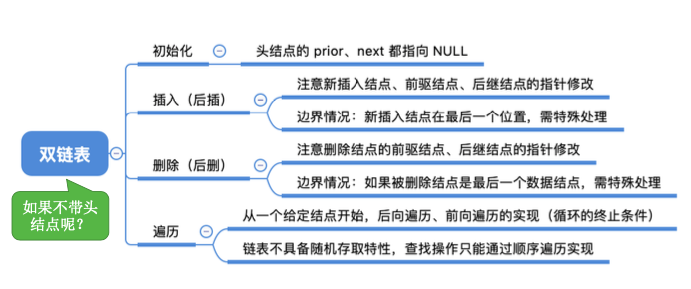 初始化
头结点的 prior、next 都指向 NULL
插入（后插）
注意新插入结点、前驱结点、后继结点的指针修改
边界情况：新插入结点在最后一个位置，需特殊处理
双链表
删除（后删）
注意删除结点的前驱结点、后继结点的指针修改
边界情况：如果被删除结点是最后一个数据结点，需特殊处理
如果不带头
结点呢？
遍历
从一个给定结点开始，后向遍历、前向遍历的实现（循环的终止条件）
链表不具备随机存取特性，查找操作只能通过顺序遍历实现